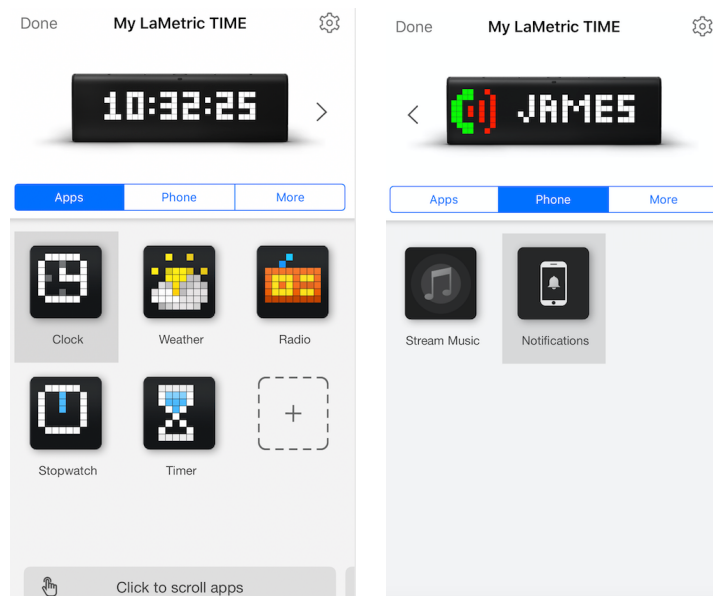 Done My LaMetric TIME
10:32:25
Apps Phone More
Clock Weather Radio
Stopwatch Timer
Click to scroll apps
Done My LaMetric TIME
JAMES
Apps Phone More
Stream Music Notifications